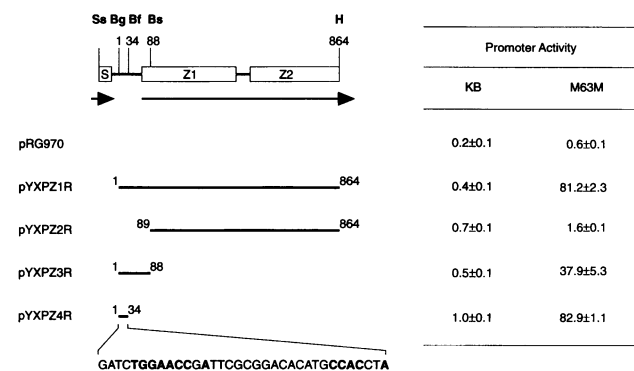 Ss Bg Bf Bs H
1 34 88 864
S Z1 Z2
Promoter Activity
KB M63M
pRG970 0.2±0.1 0.6±0.1
pYXPZ1R 1 864 0.4±0.1 81.2±2.3
pYXPZ2R 89 864 0.7±0.1 1.6±0.1
pYXPZ3R 1 88 0.5±0.1 37.9±5.3
pYXPZ4R 1 34 1.0±0.1 82.9±1.1
GATCTGGAACCGATTCGCGGACACATGCCACCTA